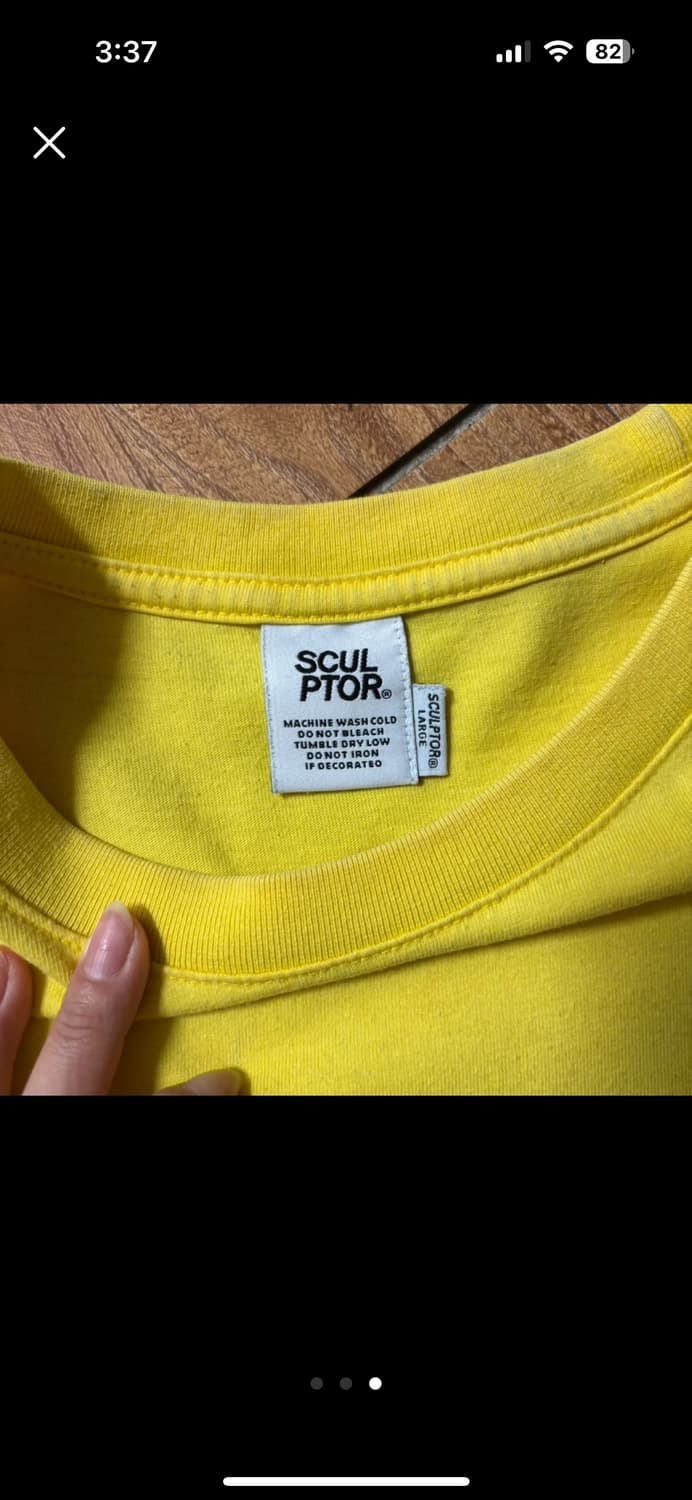 3:37
82
SCUL
PTOR®
MACHINE WASH COLD
DO NOT BLEACH
TUMBLE DRY LOW
DO NOT IRON
IF DECORATED
SCULPTOR®
LARGE